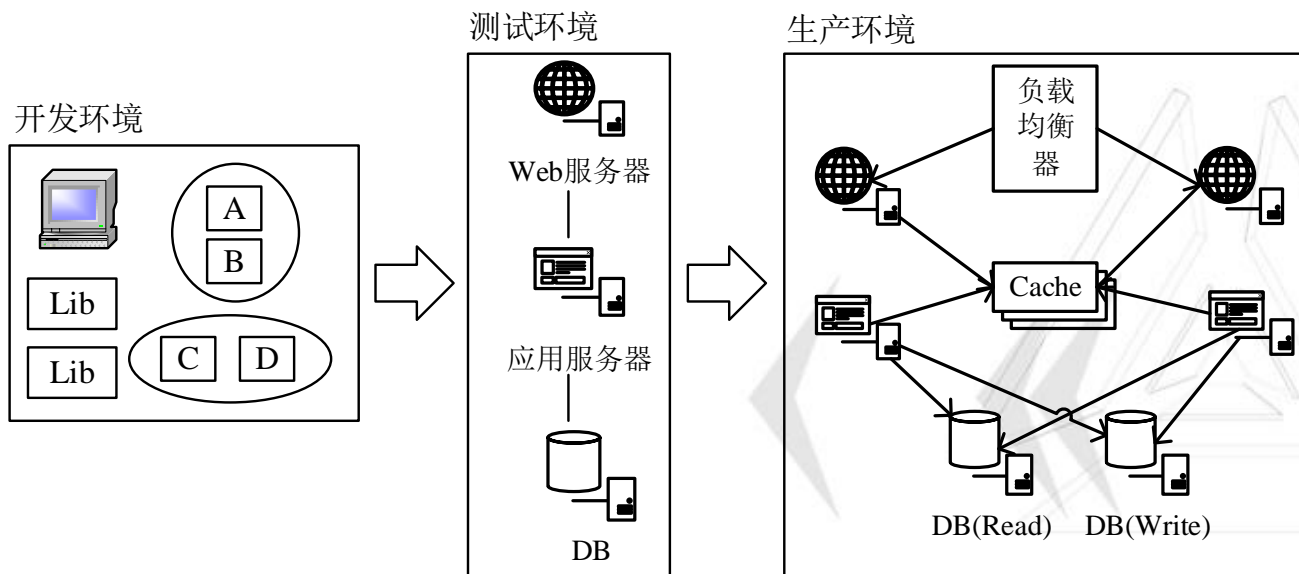 开发环境
A
B
Lib
Lib
C
D
测试环境
Web服务器
应用服务器
DB
生产环境
负载
均衡
器
Cache
DB(Read)
DB(Write)